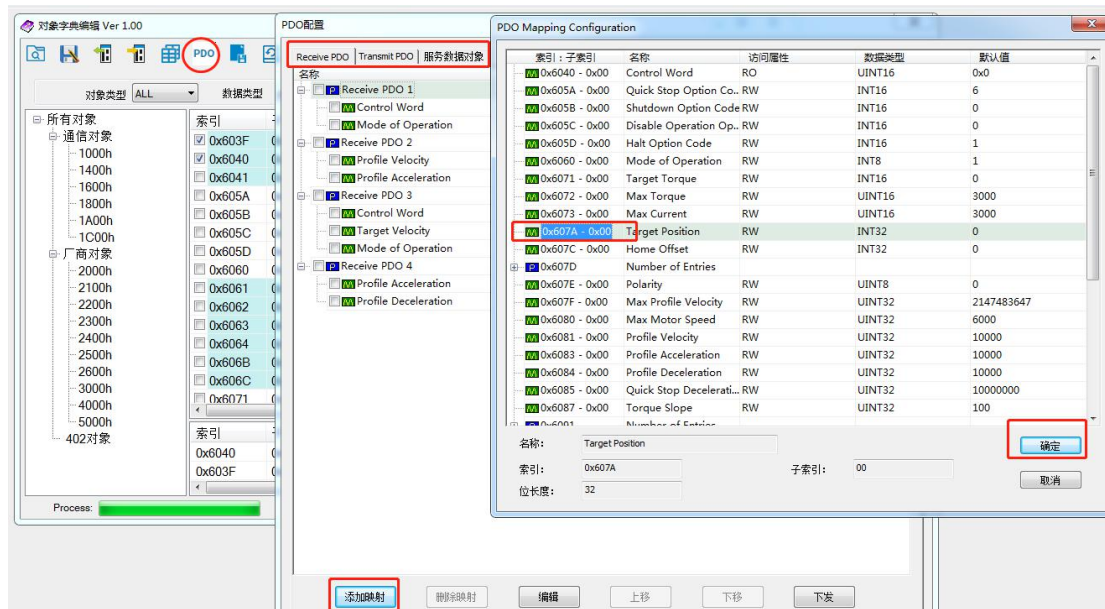 对象字典编辑 Ver 1.00
PDO
对象类型 ALL 数据类型
所有对象
通信对象
1000h
1400h
1600h
1800h
1A00h
1C00h
厂商对象
2000h
2100h
2200h
2300h
2400h
2500h
2600h
3000h
4000h
5000h
402对象
索引
0x603F
0x6040
0x6041
0x605A
0x605B
0x605C
0x605D
0x6060
0x6061
0x6062
0x6063
0x6064
0x606B
0x606C
0x6071
索引
0x6040
0x603F
Process:
PDO配置
Receive PDO Transmit PDO 服务数据对象
名称
Receive PDO 1
Control Word
Mode of Operation
Receive PDO 2
Profile Velocity
Profile Acceleration
Receive PDO 3
Control Word
Target Velocity
Mode of Operation
Receive PDO 4
Profile Acceleration
Profile Deceleration
添加映射 删除映射 编辑 上移 下移 下发
PDO Mapping Configuration
索引：子索引 名称 访问属性 数据类型 默认值
0x6040 - 0x00 Control Word RO UINT16 0x0
0x605A - 0x00 Quick Stop Option Co.. RW INT16 6
0x605B - 0x00 Shutdown Option Code RW INT16 0
0x605C - 0x00 Disable Operation Op.. RW INT16 0
0x605D - 0x00 Halt Option Code RW INT16 1
0x6060 - 0x00 Mode of Operation RW INT8 1
0x6071 - 0x00 Target Torque RW INT16 0
0x6072 - 0x00 Max Torque RW UINT16 3000
0x6073 - 0x00 Max Current RW UINT16 3000
0x607A - 0x00 Target Position RW INT32 0
0x607C - 0x00 Home Offset RW INT32 0
0x607D Number of Entries
0x607E - 0x00 Polarity RW UINT8 0
0x607F - 0x00 Max Profile Velocity RW UINT32 2147483647
0x6080 - 0x00 Max Motor Speed RW UINT32 6000
0x6081 - 0x00 Profile Velocity RW UINT32 10000
0x6083 - 0x00 Profile Acceleration RW UINT32 10000
0x6084 - 0x00 Profile Deceleration RW UINT32 10000
0x6085 - 0x00 Quick Stop Decelerati... RW UINT32 10000000
0x6087 - 0x00 Torque Slope RW UINT32 100
0x6091 Number of Entries
名称: Target Position
索引: 0x607A 子索引: 00
位长度: 32
确定
取消